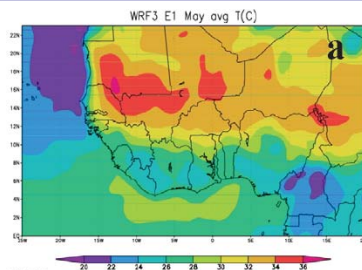 WRF3 E1 May avg T(C)
a
22N
20N
18N
16N
14N
12N
10N
8N
6N
4N
2N
EQ
25W 20W 15W 10W 5W 0 5E 10E 15E
20 22 24 26 28 30 32 34 36